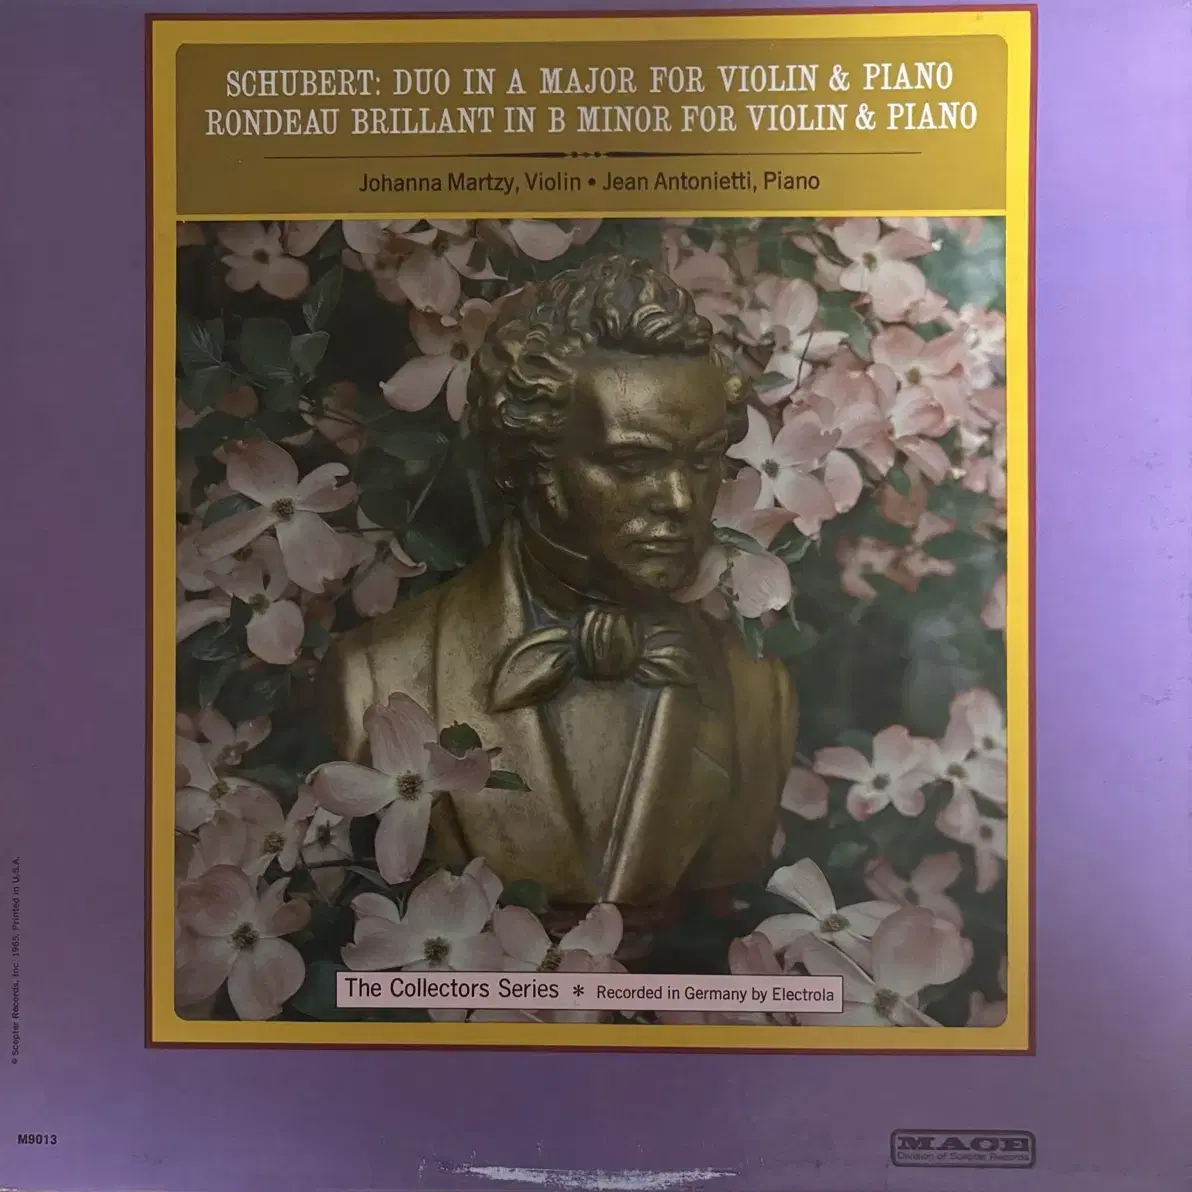 SCHUBERT: DUO IN A MAJOR FOR VIOLIN & PIANO
RONDEAU BRILLANT IN B MINOR FOR VIOLIN & PIANO
Johanna Martzy, Violin • Jean Antonietti, Piano
The Collectors Series * Recorded in Germany by Electrola
© Scepter Records, Inc. 1965, Printed in U.S.A.
M9013
MACE
Division of Scepter Records